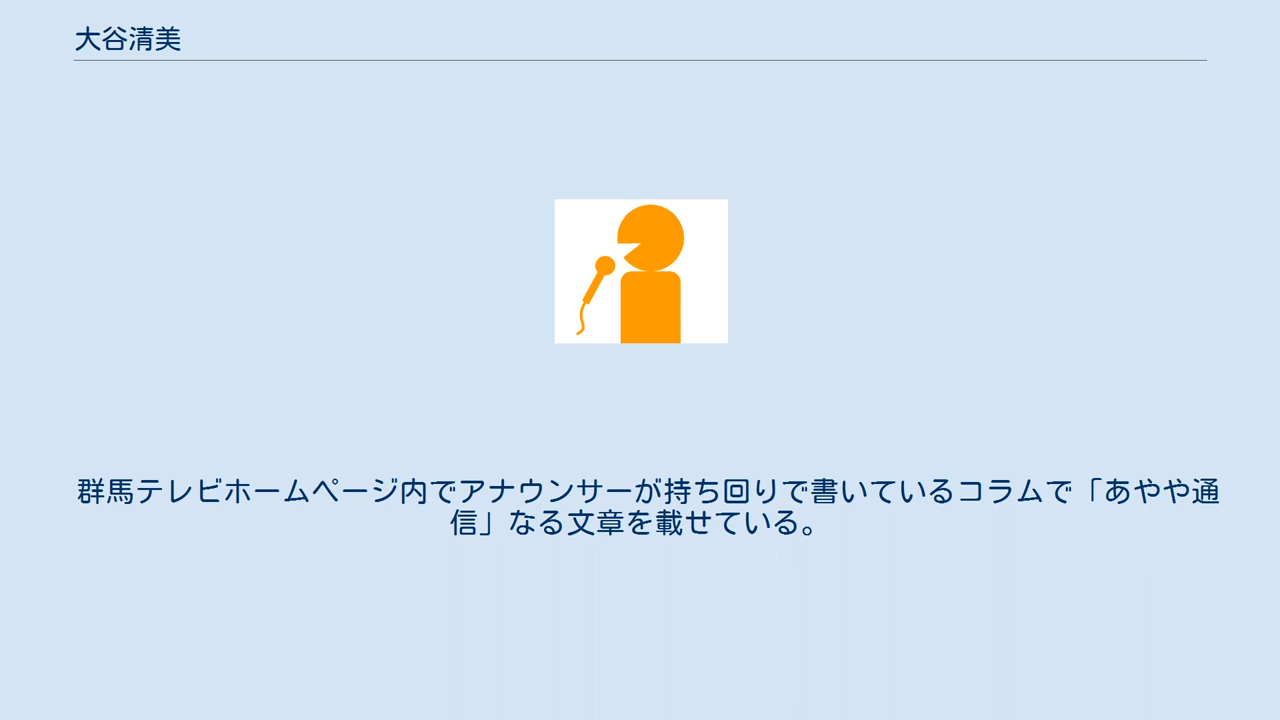 大谷清美
群馬テレビホームページ内でアナウンサーが持ち回りで書いているコラムで「あやや通
信」なる文章を載せている。